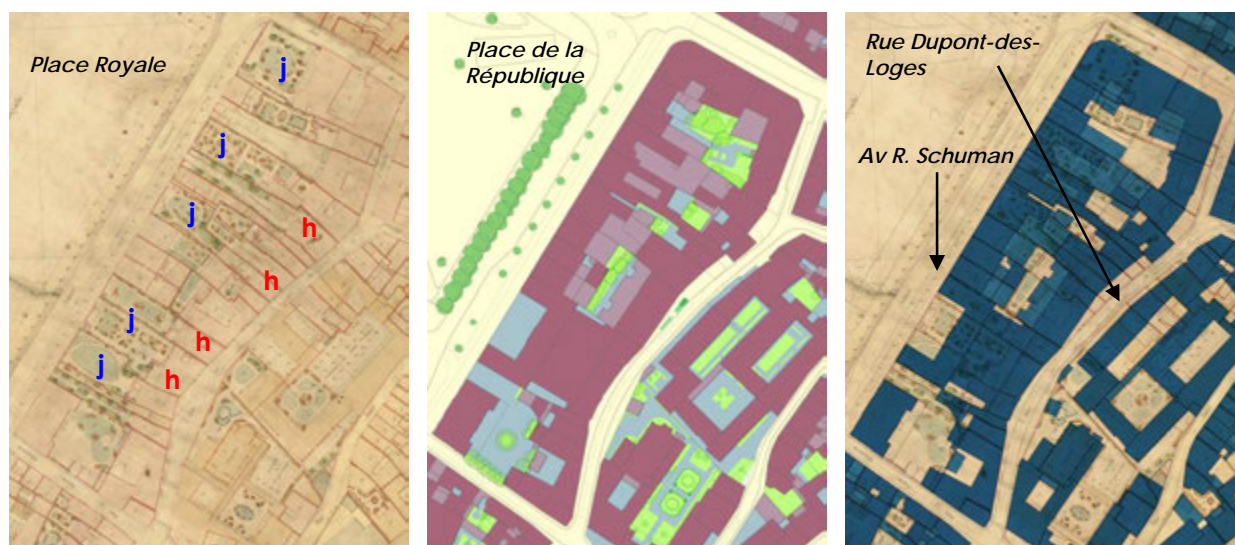 Place Royale
j
j
j
h
h
j
h
j
h
Place de la
République
Rue Dupont-des-
Loges
Av R. Schuman